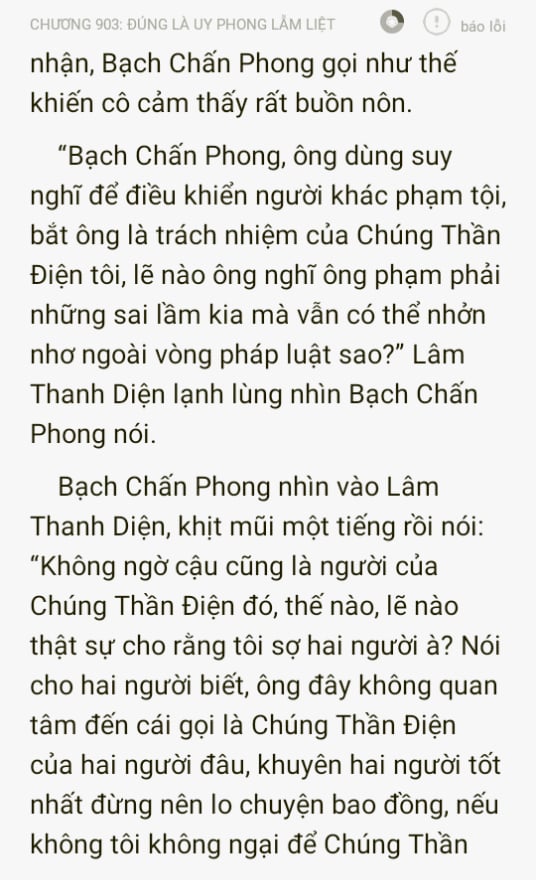 CHƯƠNG 903: ĐÚNG LÀ UY PHONG LẪM LIỆT
báo lỗi
nhận, Bạch Chấn Phong gọi như thế
khiến cô cảm thấy rất buồn nôn.
“Bạch Chấn Phong, ông dùng suy
nghĩ để điều khiển người khác phạm tội,
bắt ông là trách nhiệm của Chúng Thần
Điện tôi, lẽ nào ông nghĩ ông phạm phải
những sai lầm kia mà vẫn có thể nhởn
nhơ ngoài vòng pháp luật sao?” Lâm
Thanh Diện lạnh lùng nhìn Bạch Chấn
Phong nói.
Bạch Chấn Phong nhìn vào Lâm
Thanh Diện, khịt mũi một tiếng rồi nói:
“Không ngờ cậu cũng là người của
Chúng Thần Điện đó, thế nào, lẽ nào
thật sự cho rằng tôi sợ hai người à? Nói
cho hai người biết, ông đây không quan
tâm đến cái gọi là Chúng Thần Điện
của hai người đâu, khuyên hai người tốt
nhất đừng nên lo chuyện bao đồng, nếu
không tôi không ngại để Chúng Thần